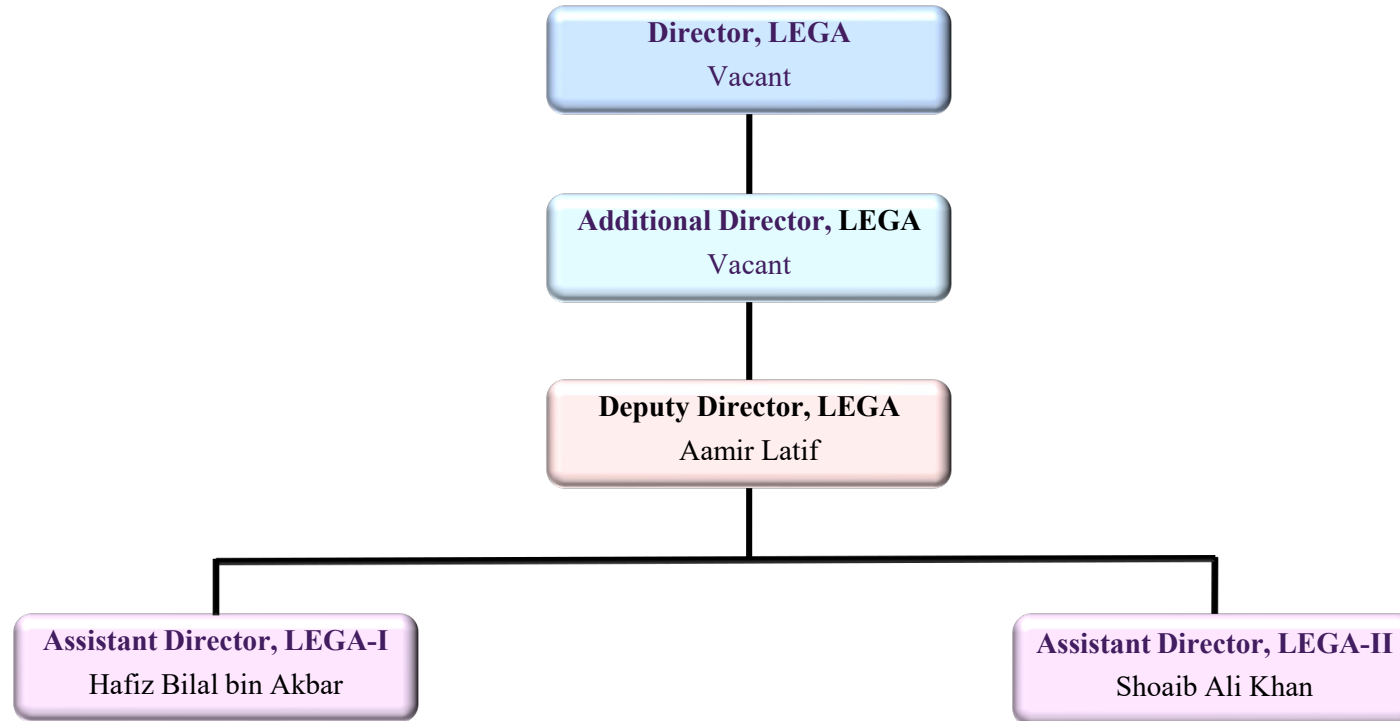 Director, LEGA
Vacant
Additional Director, LEGA
Vacant
Deputy Director, LEGA
Aamir Latif
Assistant Director, LEGA-I
Hafiz Bilal bin Akbar
Assistant Director, LEGA-II
Shoaib Ali Khan